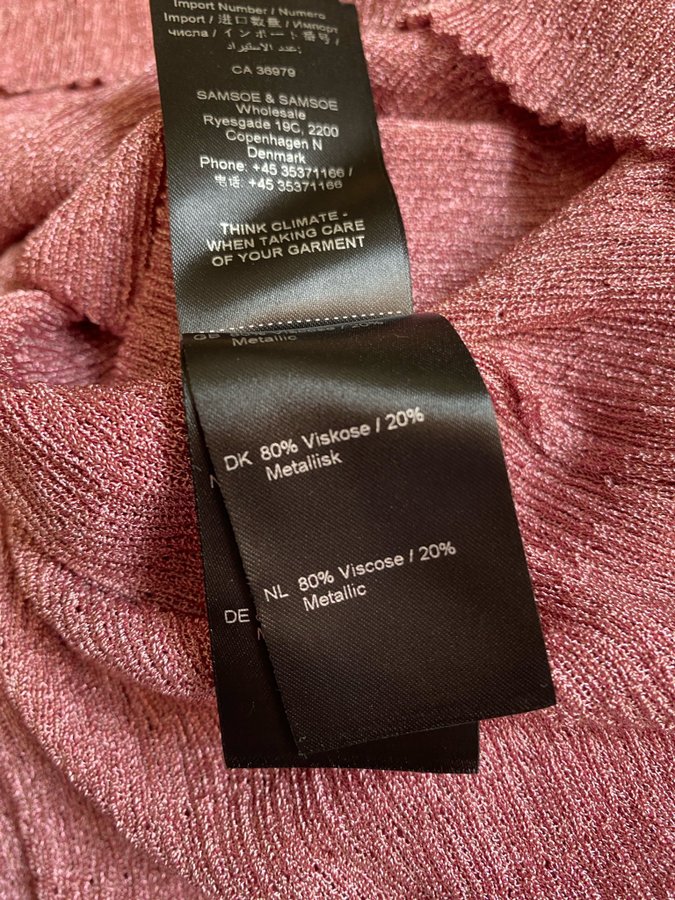 Import Number / Numero
Import / 进口数量 / Импорт
числа / インポート番号 /
عدد الاستيراد:
CA 36979
SAMSOE & SAMSOE
Wholesale
Ryesgade 19C, 2200
Copenhagen N
Denmark
Phone: +45 35371166 /
电话: +45 35371166
THINK CLIMATE -
WHEN TAKING CARE
OF YOUR GARMENT
Metallic
DK 80% Viskose / 20%
Metallisk
NL 80% Viscose / 20%
Metallic
DE